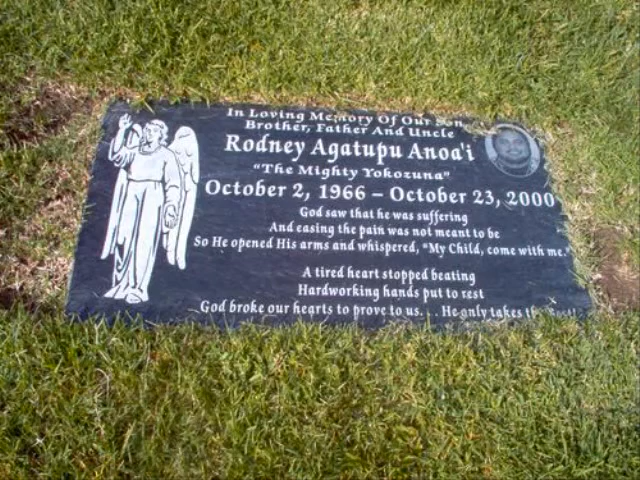 In Loving Memory Of Our Son
Brother, Father And Uncle
Rodney Agatupu Anoa'i
"The Mighty Yokozuna"
October 2, 1966 – October 23, 2000
God saw that he was suffering
And easing the pain was not meant to be
So He opened His arms and whispered, "My Child, come with me."
A tired heart stopped beating
Hardworking hands put to rest
God broke our hearts to prove to us. . . He only takes the Best!